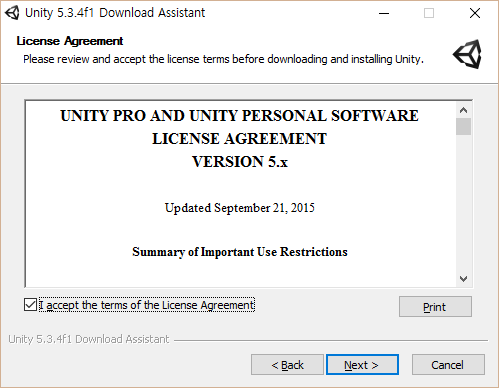 Unity 5.3.4f1 Download Assistant
License Agreement
Please review and accept the license terms before downloading and installing Unity.
UNITY PRO AND UNITY PERSONAL SOFTWARE
LICENSE AGREEMENT
VERSION 5.x
Updated September 21, 2015
Summary of Important Use Restrictions
I accept the terms of the License Agreement
Print
Unity 5.3.4f1 Download Assistant
< Back
Next >
Cancel